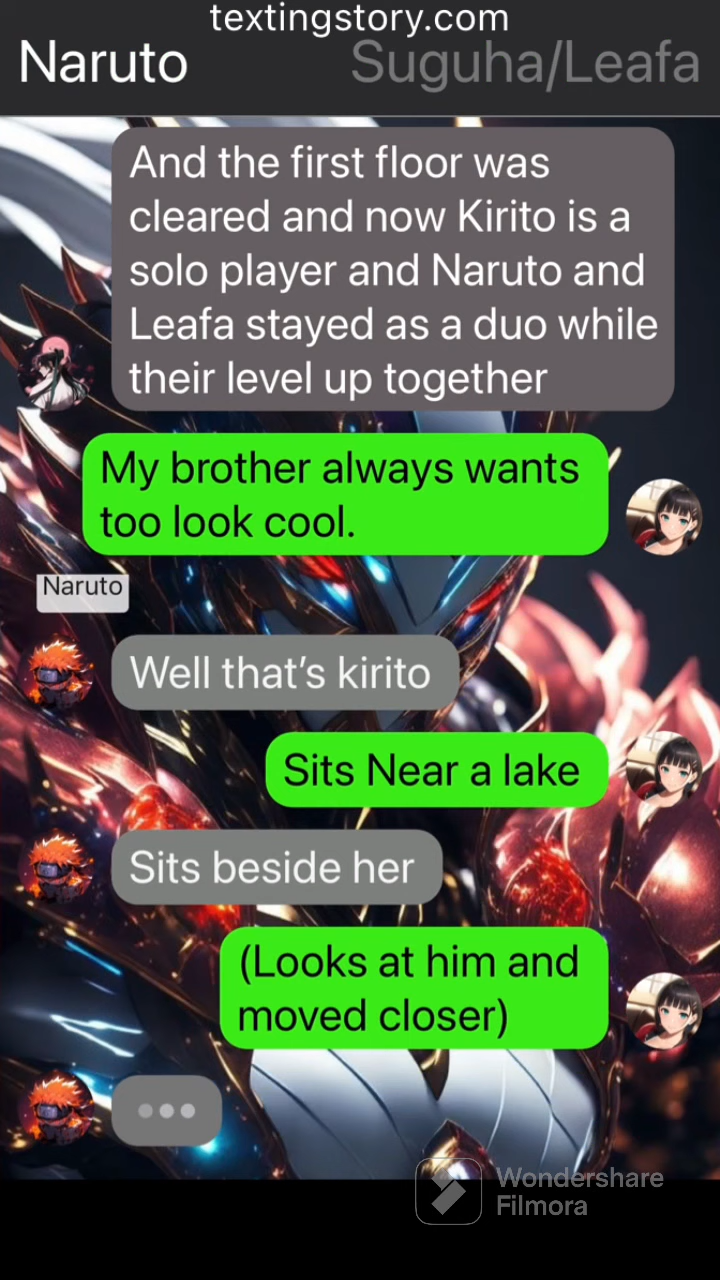 textingstory.com
Naruto
Suguha/Leafa
And the first floor was
cleared and now Kirito is a
solo player and Naruto and
Leafa stayed as a duo while
their level up together
My brother always wants
too look cool.
Naruto
Well that’s kirito
Sits Near a lake
Sits beside her
(Looks at him and
moved closer)
Wondershare
Filmora